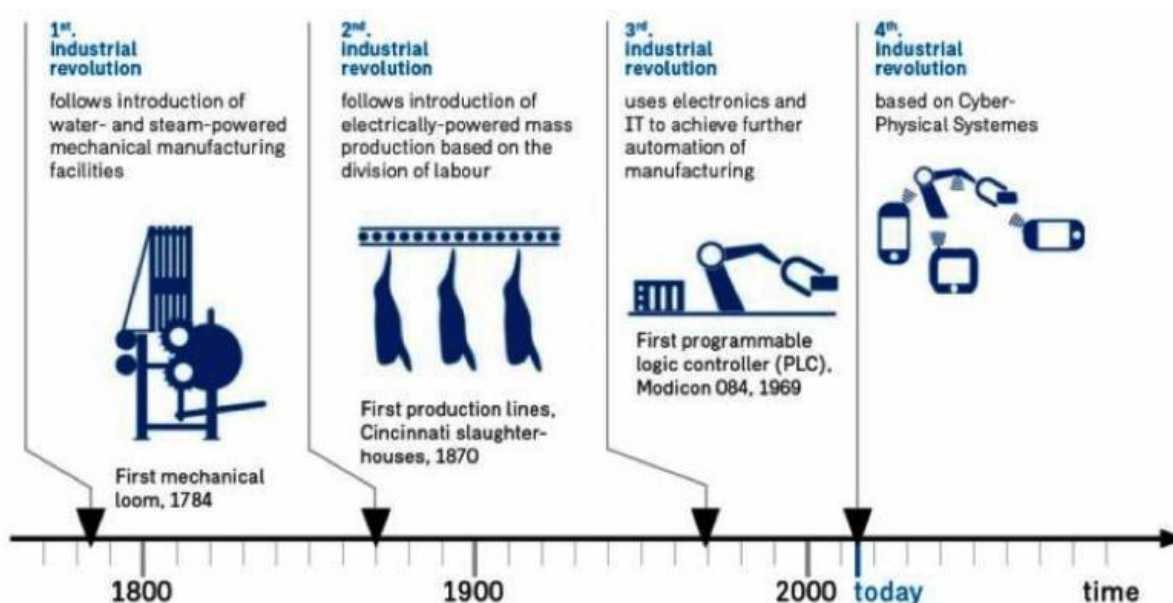 1st.
industrial
revolution
follows introduction of
water- and steam-powered
mechanical manufacturing
facilities
First mechanical
loom, 1784
2nd.
industrial
revolution
follows introduction of
electrically-powered mass
production based on the
division of labour
First production lines,
Cincinnati slaughter-
houses, 1870
3rd.
industrial
revolution
uses electronics and
IT to achieve further
automation of
manufacturing
First programmable
logic controller (PLC),
Modicon 084, 1969
4th.
industrial
revolution
based on Cyber-
Physical Systemes
1800 1900 2000 today time